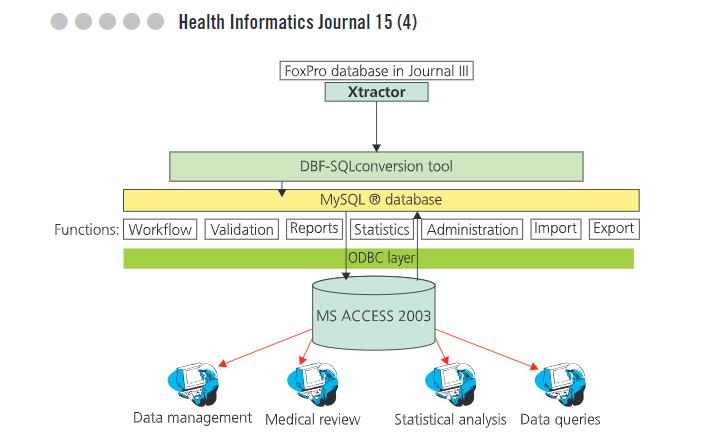 Health Informatics Journal 15 (4)
FoxPro database in Journal III
Xtractor
DBF-SQLconversion tool
MySQL ® database
Functions: Workflow Validation Reports Statistics Administration Import Export
ODBC layer
MS ACCESS 2003
Data management Medical review Statistical analysis Data queries